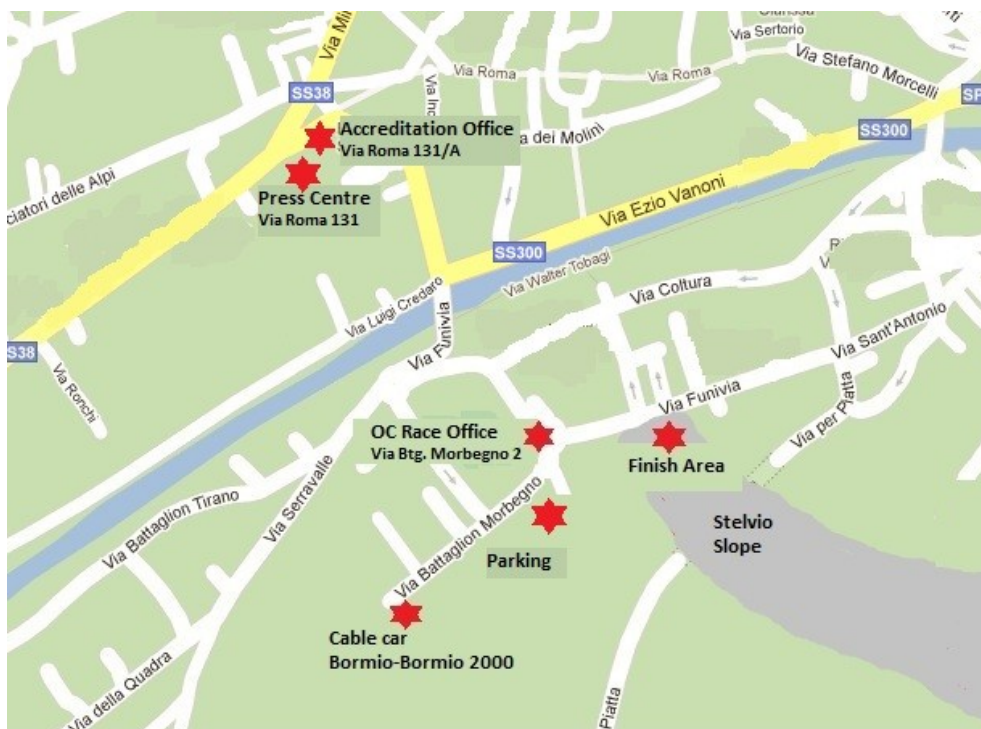 Via Sertorio
Via Stefano Morcelli
Via Roma
Via Roma
SS38
Accreditation Office
Via Roma 131/A
a dei Molini
SS300
ciatori delle Alpi
Press Centre
Via Roma 131
Via Ezio Vanoni
SS300
Via Walter Tobagi
Via Coltura
Via Luigi Credaro
Via Funivia
S38
Via Ronchi
Via Sant'Antonio
Via Funivia
Via per Piatta
OC Race Office
Via Btg. Morbegno 2
Finish Area
Via Serravalle
Via Battaglion Tirano
Via Battaglion Morbegno
Stelvio
Slope
Parking
Cable car
Bormio-Bormio 2000
Via della Quadra
Piatta